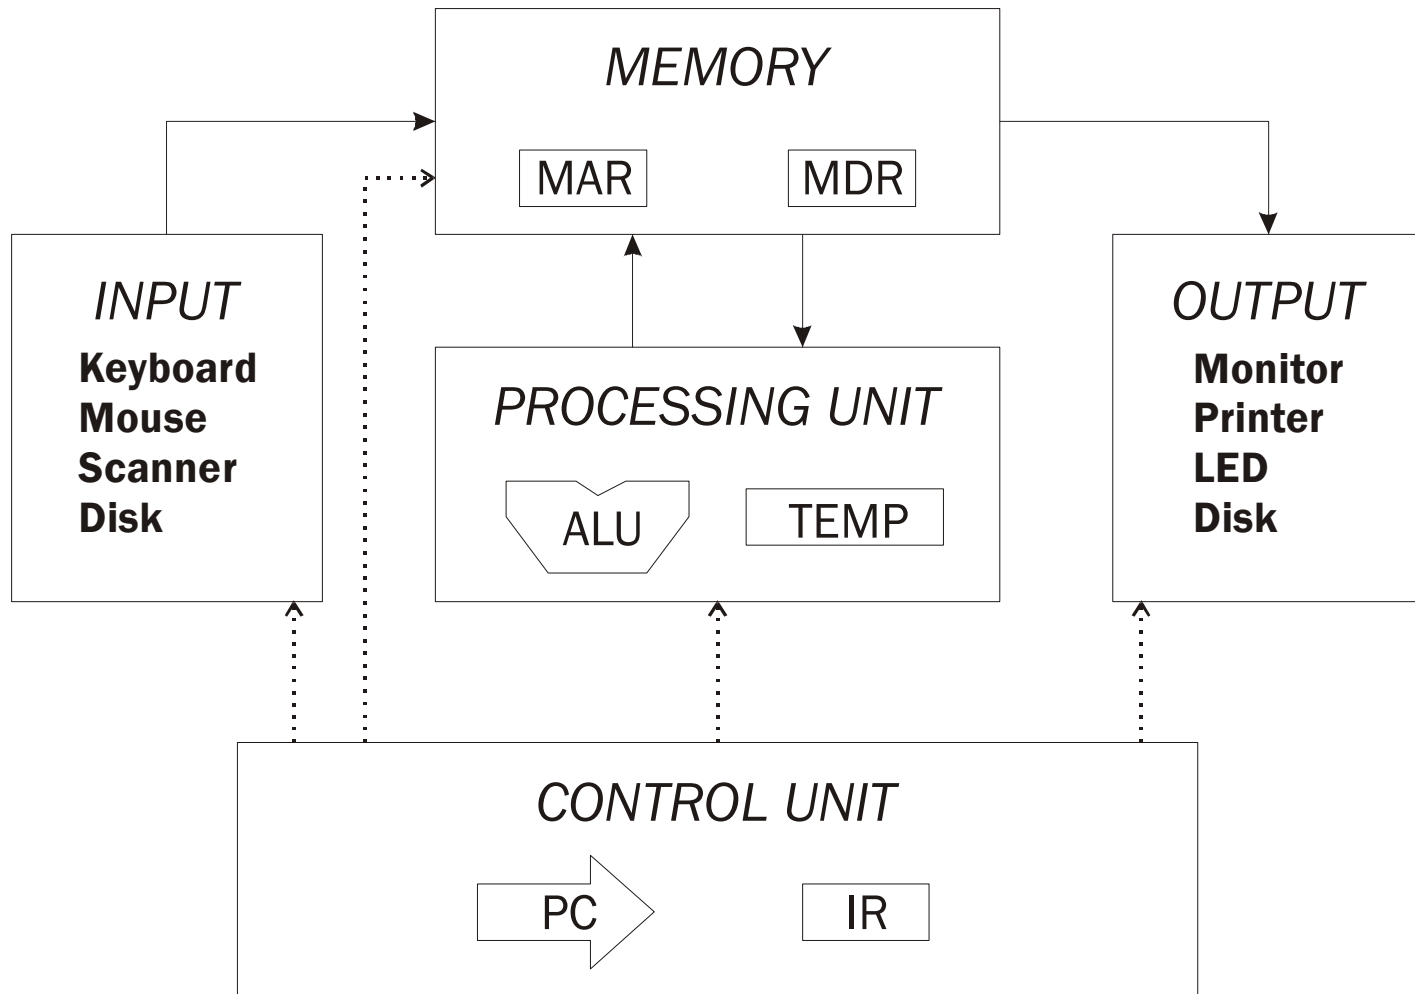 MEMORY
MAR MDR
INPUT
Keyboard
Mouse
Scanner
Disk
PROCESSING UNIT
ALU TEMP
OUTPUT
Monitor
Printer
LED
Disk
CONTROL UNIT
PC IR